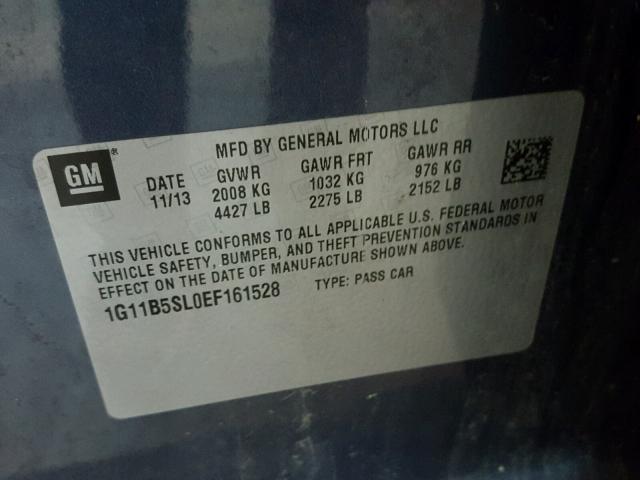 MFD BY GENERAL MOTORS LLC
GM®
DATE GVWR GAWR FRT GAWR RR
11/13 2008 KG 1032 KG 976 KG
4427 LB 2275 LB 2152 LB
THIS VEHICLE CONFORMS TO ALL APPLICABLE U.S. FEDERAL MOTOR
VEHICLE SAFETY, BUMPER, AND THEFT PREVENTION STANDARDS IN
EFFECT ON THE DATE OF MANUFACTURE SHOWN ABOVE.
1G11B5SL0EF161528 TYPE: PASS CAR